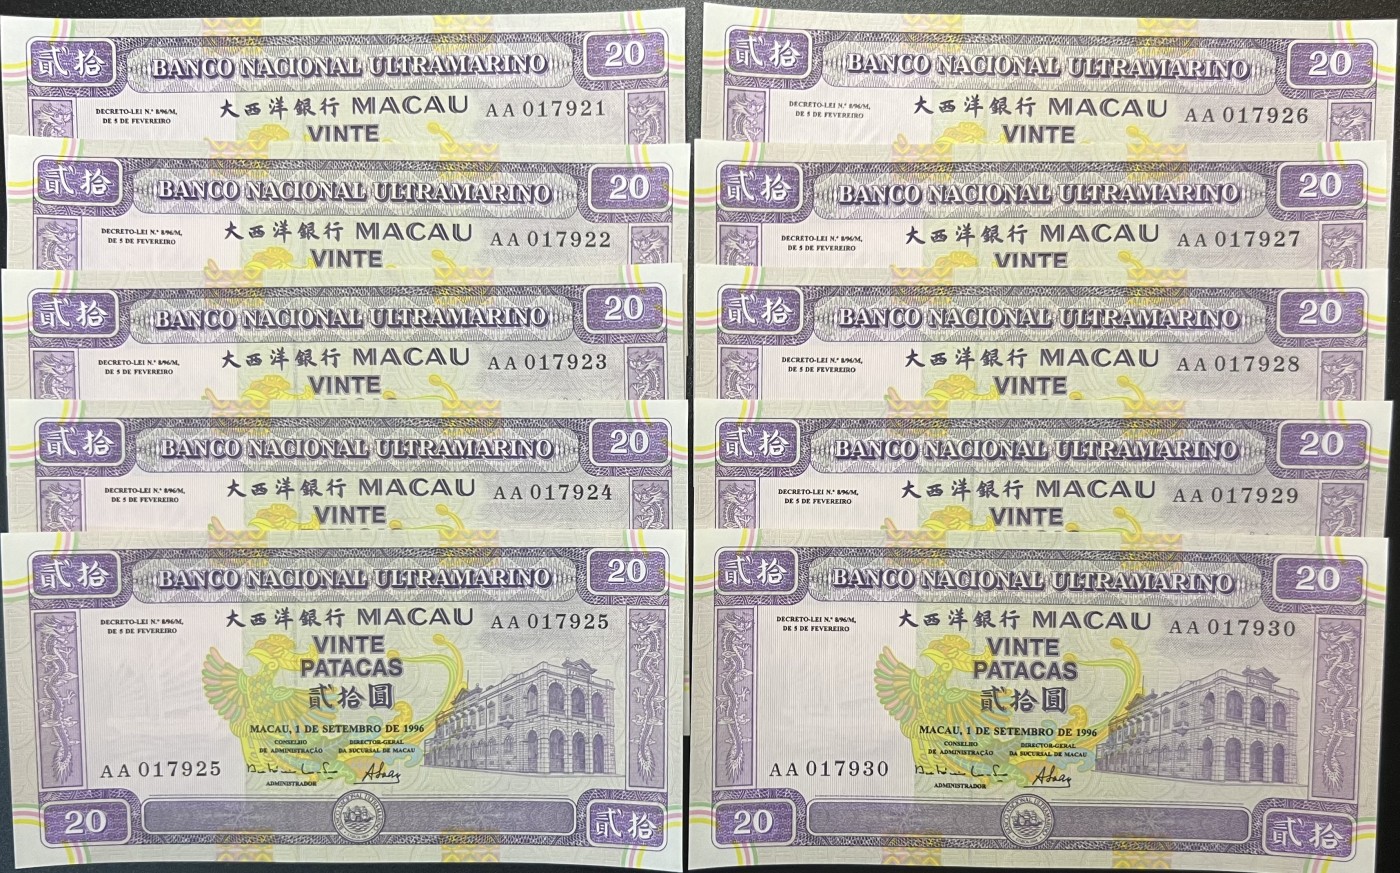 貳拾 BANCO NACIONAL ULTRAMARINO 20
DECRETO-LEI N.º 8/96/M,
DE 5 DE FEVEREIRO
大西洋銀行 MACAU AA 017921
VINTE
貳拾 BANCO NACIONAL ULTRAMARINO 20
DECRETO-LEI N.º 8/96/M,
DE 5 DE FEVEREIRO
大西洋銀行 MACAU AA 017922
VINTE
貳拾 BANCO NACIONAL ULTRAMARINO 20
DECRETO-LEI N.º 8/96/M,
DE 5 DE FEVEREIRO
大西洋銀行 MACAU AA 017923
VINTE
貳拾 BANCO NACIONAL ULTRAMARINO 20
DECRETO-LEI N.º 8/96/M,
DE 5 DE FEVEREIRO
大西洋銀行 MACAU AA 017924
VINTE
貳拾 BANCO NACIONAL ULTRAMARINO 20
DECRETO-LEI N.º 8/96/M,
DE 5 DE FEVEREIRO
大西洋銀行 MACAU AA 017925
VINTE
PATACAS
貳拾圓
MACAU, 1 DE SETEMBRO DE 1996
CONSELHO
DE ADMINISTRAÇÃO
DIRECTOR-GERAL
DA SUCURSAL DE MACAU
ADMINISTRADOR
AA 017925
20 貳拾
貳拾 BANCO NACIONAL ULTRAMARINO 20
DECRETO-LEI N.º 8/96/M,
DE 5 DE FEVEREIRO
大西洋銀行 MACAU AA 017926
VINTE
貳拾 BANCO NACIONAL ULTRAMARINO 20
DECRETO-LEI N.º 8/96/M,
DE 5 DE FEVEREIRO
大西洋銀行 MACAU AA 017927
VINTE
貳拾 BANCO NACIONAL ULTRAMARINO 20
DECRETO-LEI N.º 8/96/M,
DE 5 DE FEVEREIRO
大西洋銀行 MACAU AA 017928
VINTE
貳拾 BANCO NACIONAL ULTRAMARINO 20
DECRETO-LEI N.º 8/96/M,
DE 5 DE FEVEREIRO
大西洋銀行 MACAU AA 017929
VINTE
貳拾 BANCO NACIONAL ULTRAMARINO 20
DECRETO-LEI N.º 8/96/M,
DE 5 DE FEVEREIRO
大西洋銀行 MACAU AA 017930
VINTE
PATACAS
貳拾圓
MACAU, 1 DE SETEMBRO DE 1996
CONSELHO
DE ADMINISTRAÇÃO
DIRECTOR-GERAL
DA SUCURSAL DE MACAU
ADMINISTRADOR
AA 017930
20 貳拾